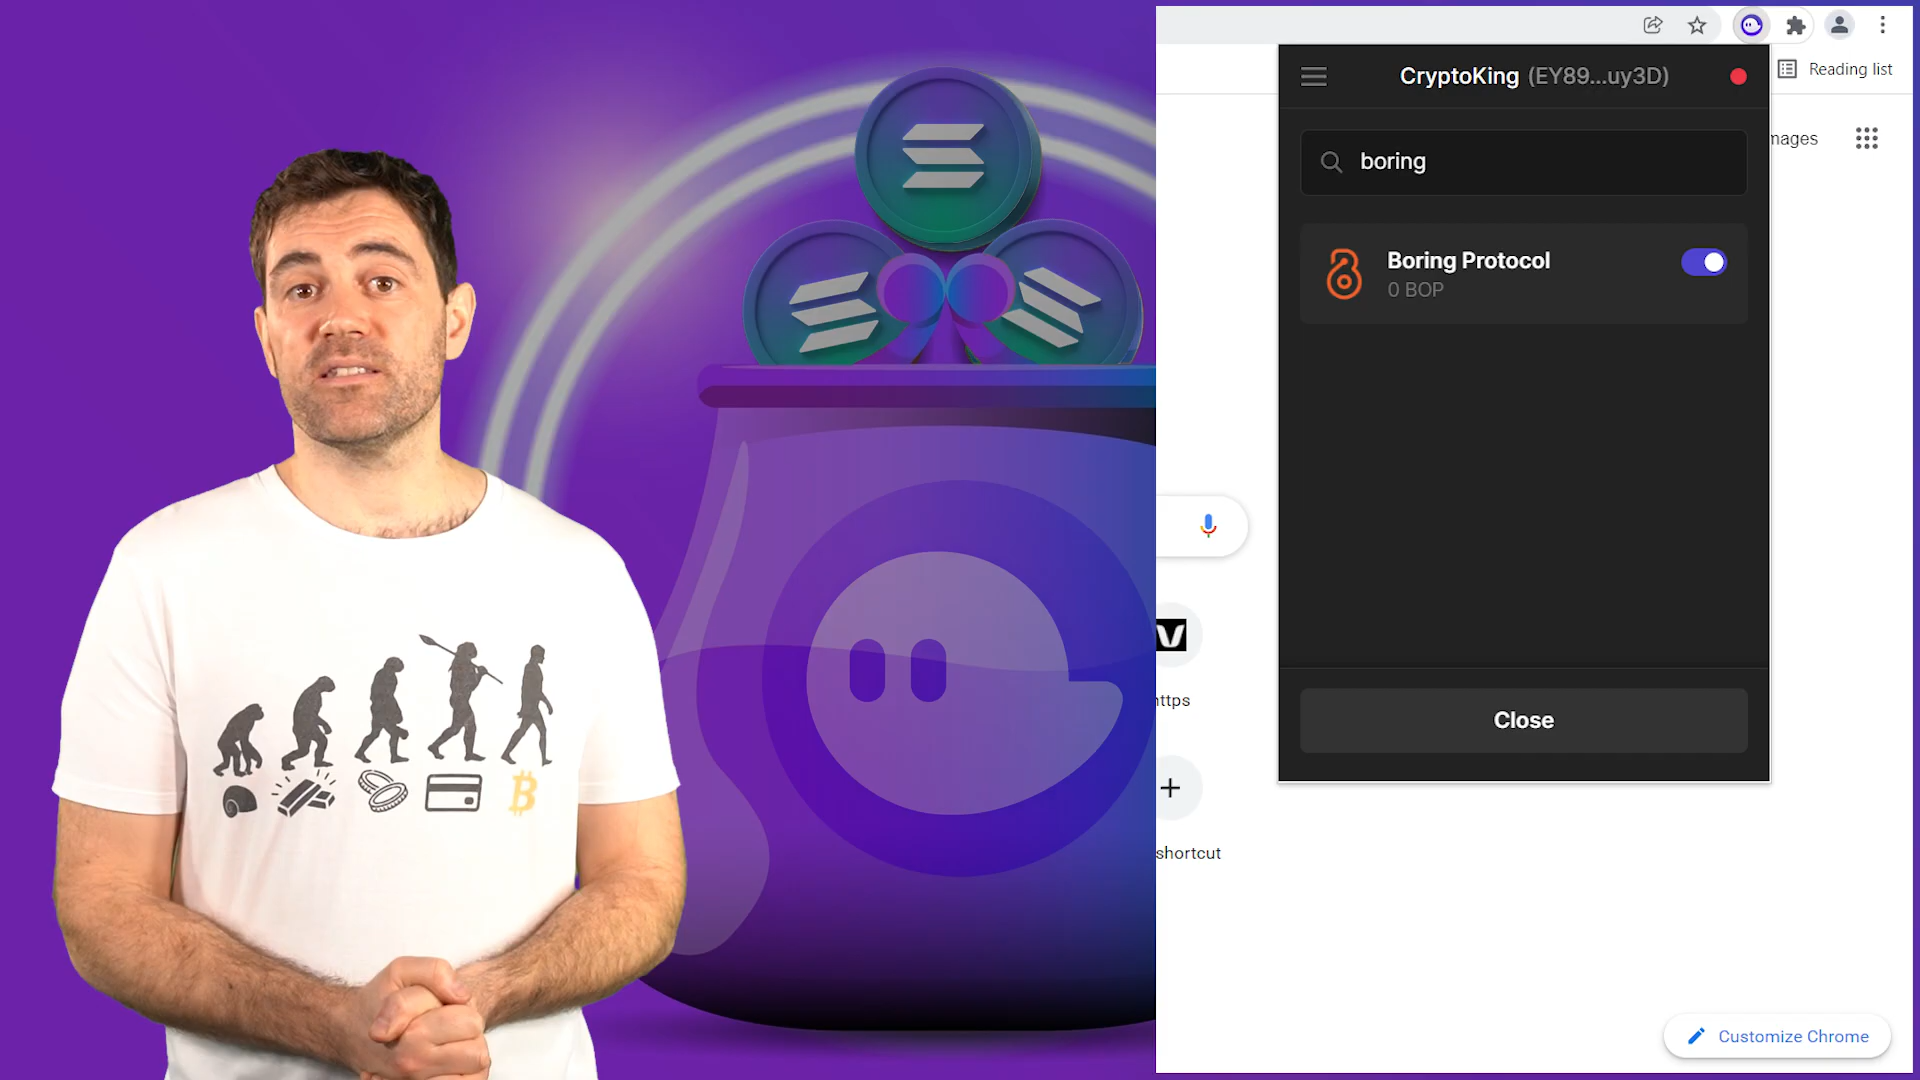 Reading list
CryptoKing (EY89...uy3D)
mages
boring
Boring Protocol
0 BOP
ttps
Close
shortcut
Customize Chrome